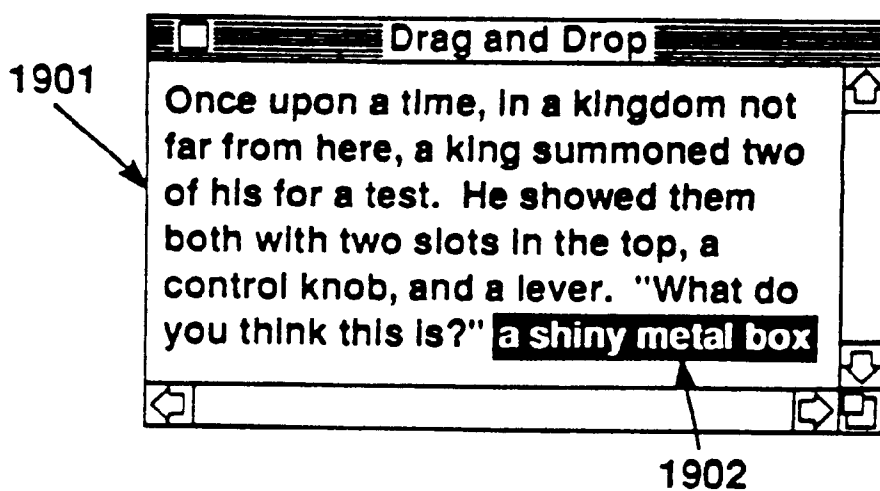 Drag and Drop
1901
Once upon a time, in a kingdom not
far from here, a king summoned two
of his for a test.  He showed them
both with two slots in the top, a
control knob, and a lever.  "What do
you think this is?" a shiny metal box
1902